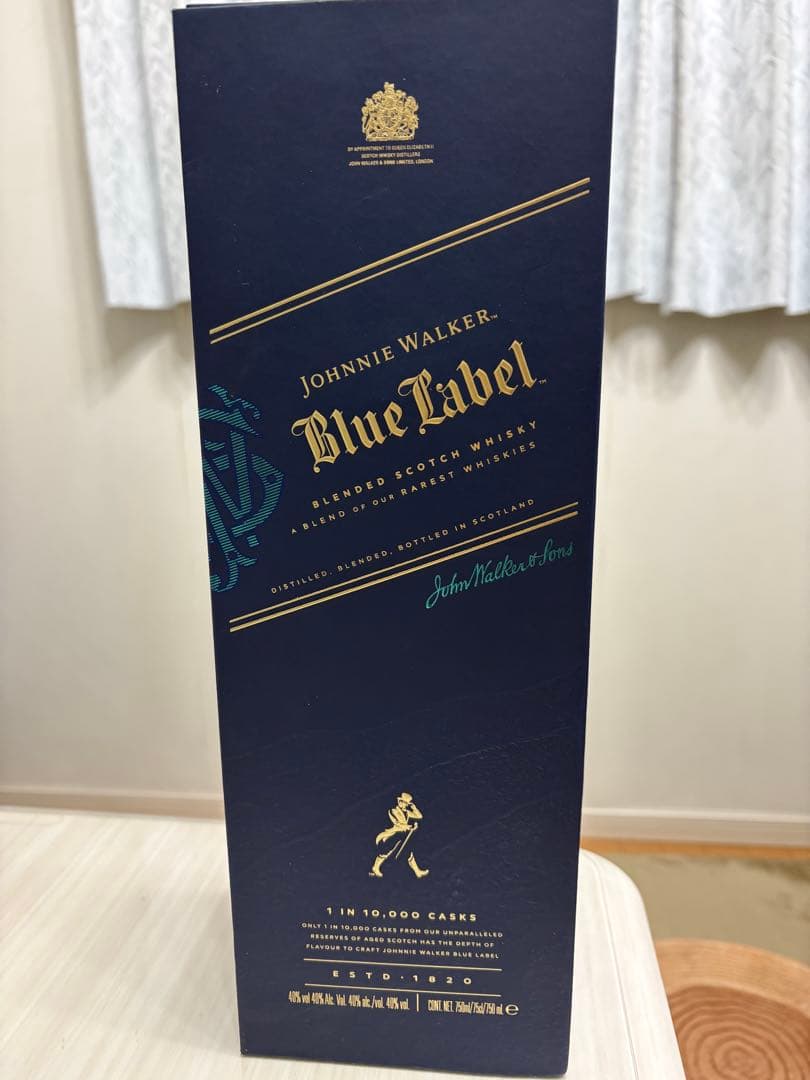 BY APPOINTMENT TO QUEEN ELIZABETH II
SCOTCH WHISKY DISTILLERS
JOHN WALKER & SONS LIMITED, LONDON
JOHNNIE WALKER™
Blue Label™
BLENDED SCOTCH WHISKY
A BLEND OF OUR RAREST WHISKIES
DISTILLED, BLENDED, BOTTLED IN SCOTLAND
John Walker & Sons
1 IN 10,000 CASKS
ONLY 1 IN 10,000 CASKS FROM OUR UNPARALLELED
RESERVES OF AGED SCOTCH HAS THE DEPTH OF
FLAVOUR TO CRAFT JOHNNIE WALKER BLUE LABEL
ESTD · 1820
40% vol 40% Alc. Vol. 40% alc./vol. 40% vol. | CONT. NET. 750ml/75cl/750 mL ℮